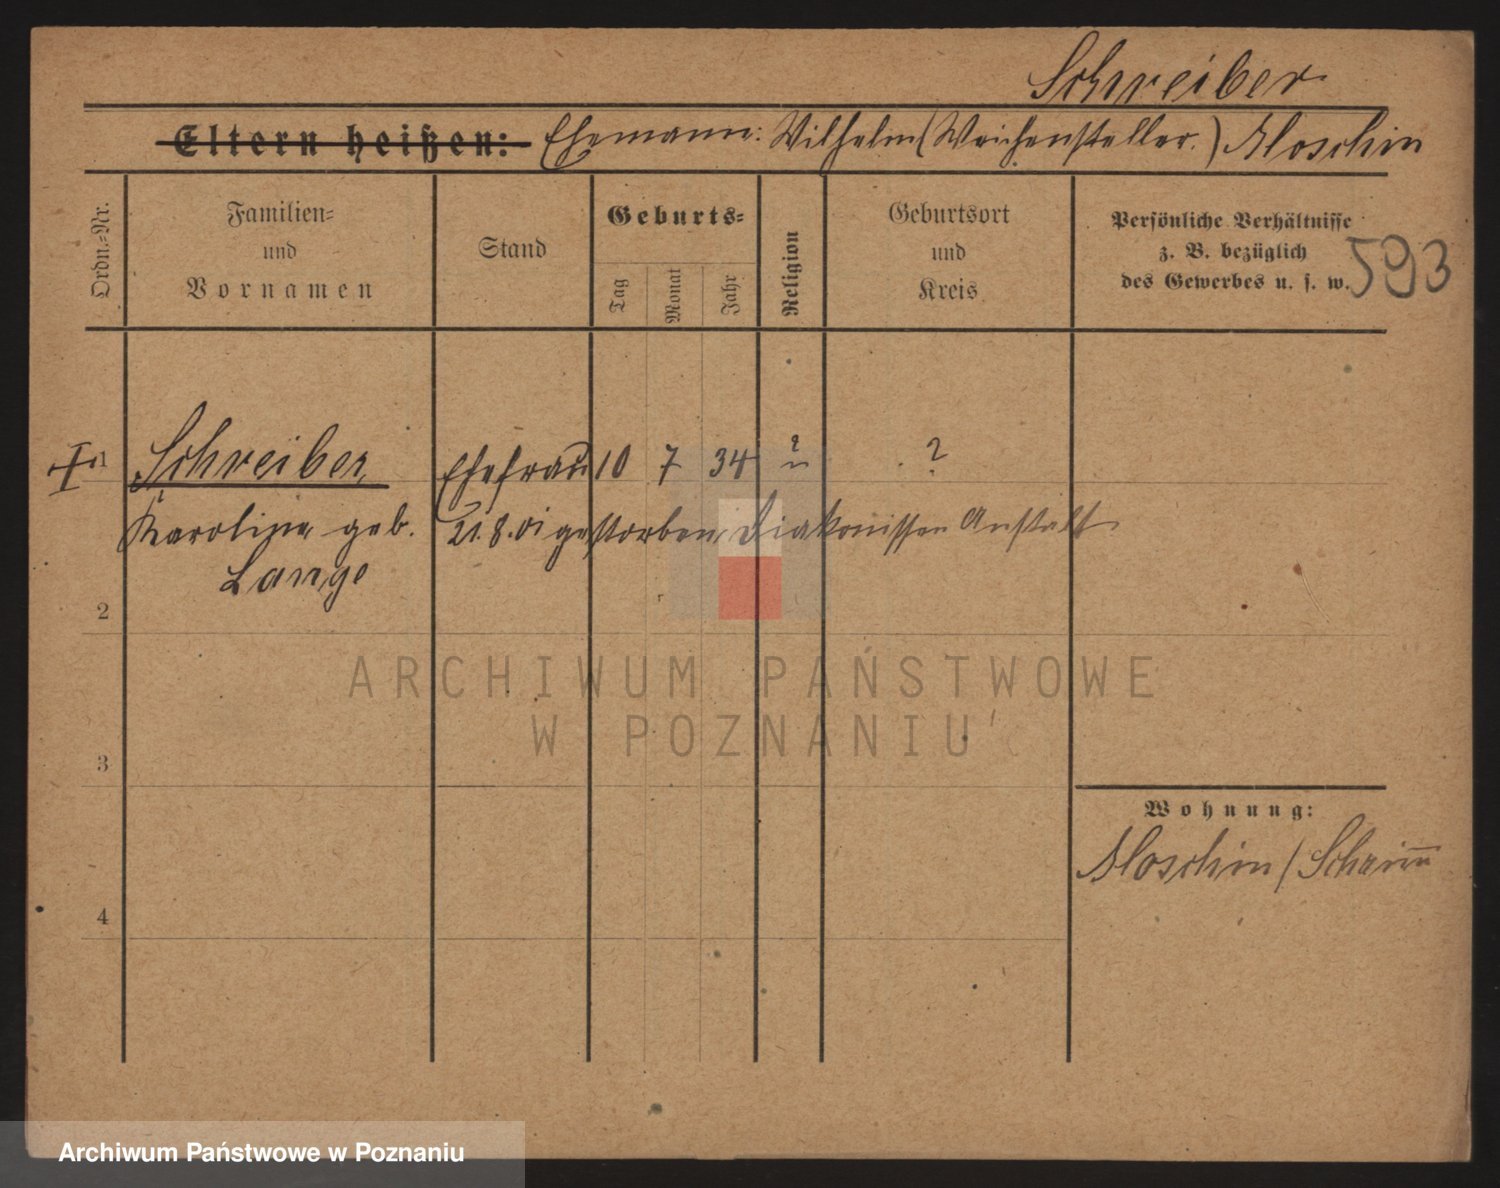 Schreiber
Eltern heißen: Ehemann: Wilhelm (Weichensteller.) Moschin
Ordn.=Nr.
Familien=
und
Vornamen
Stand
Geburts=
Tag
Monat
Jahr
Religion
Geburtsort
und
Kreis
Persönliche Verhältnisse
z. B. bezüglich
des Gewerbes u. s. w.
593
1 Schreiber Ehefrau 10 7 34 ? ?
Karoline geb. 21.8.01 gestorben, Diakonissen Anstalt
Lange
2
ARCHIWUM PAŃSTWOWE
W POZNANIU
3
Wohnung:
Moschin / Schrimm
4
Archiwum Państwowe w Poznaniu